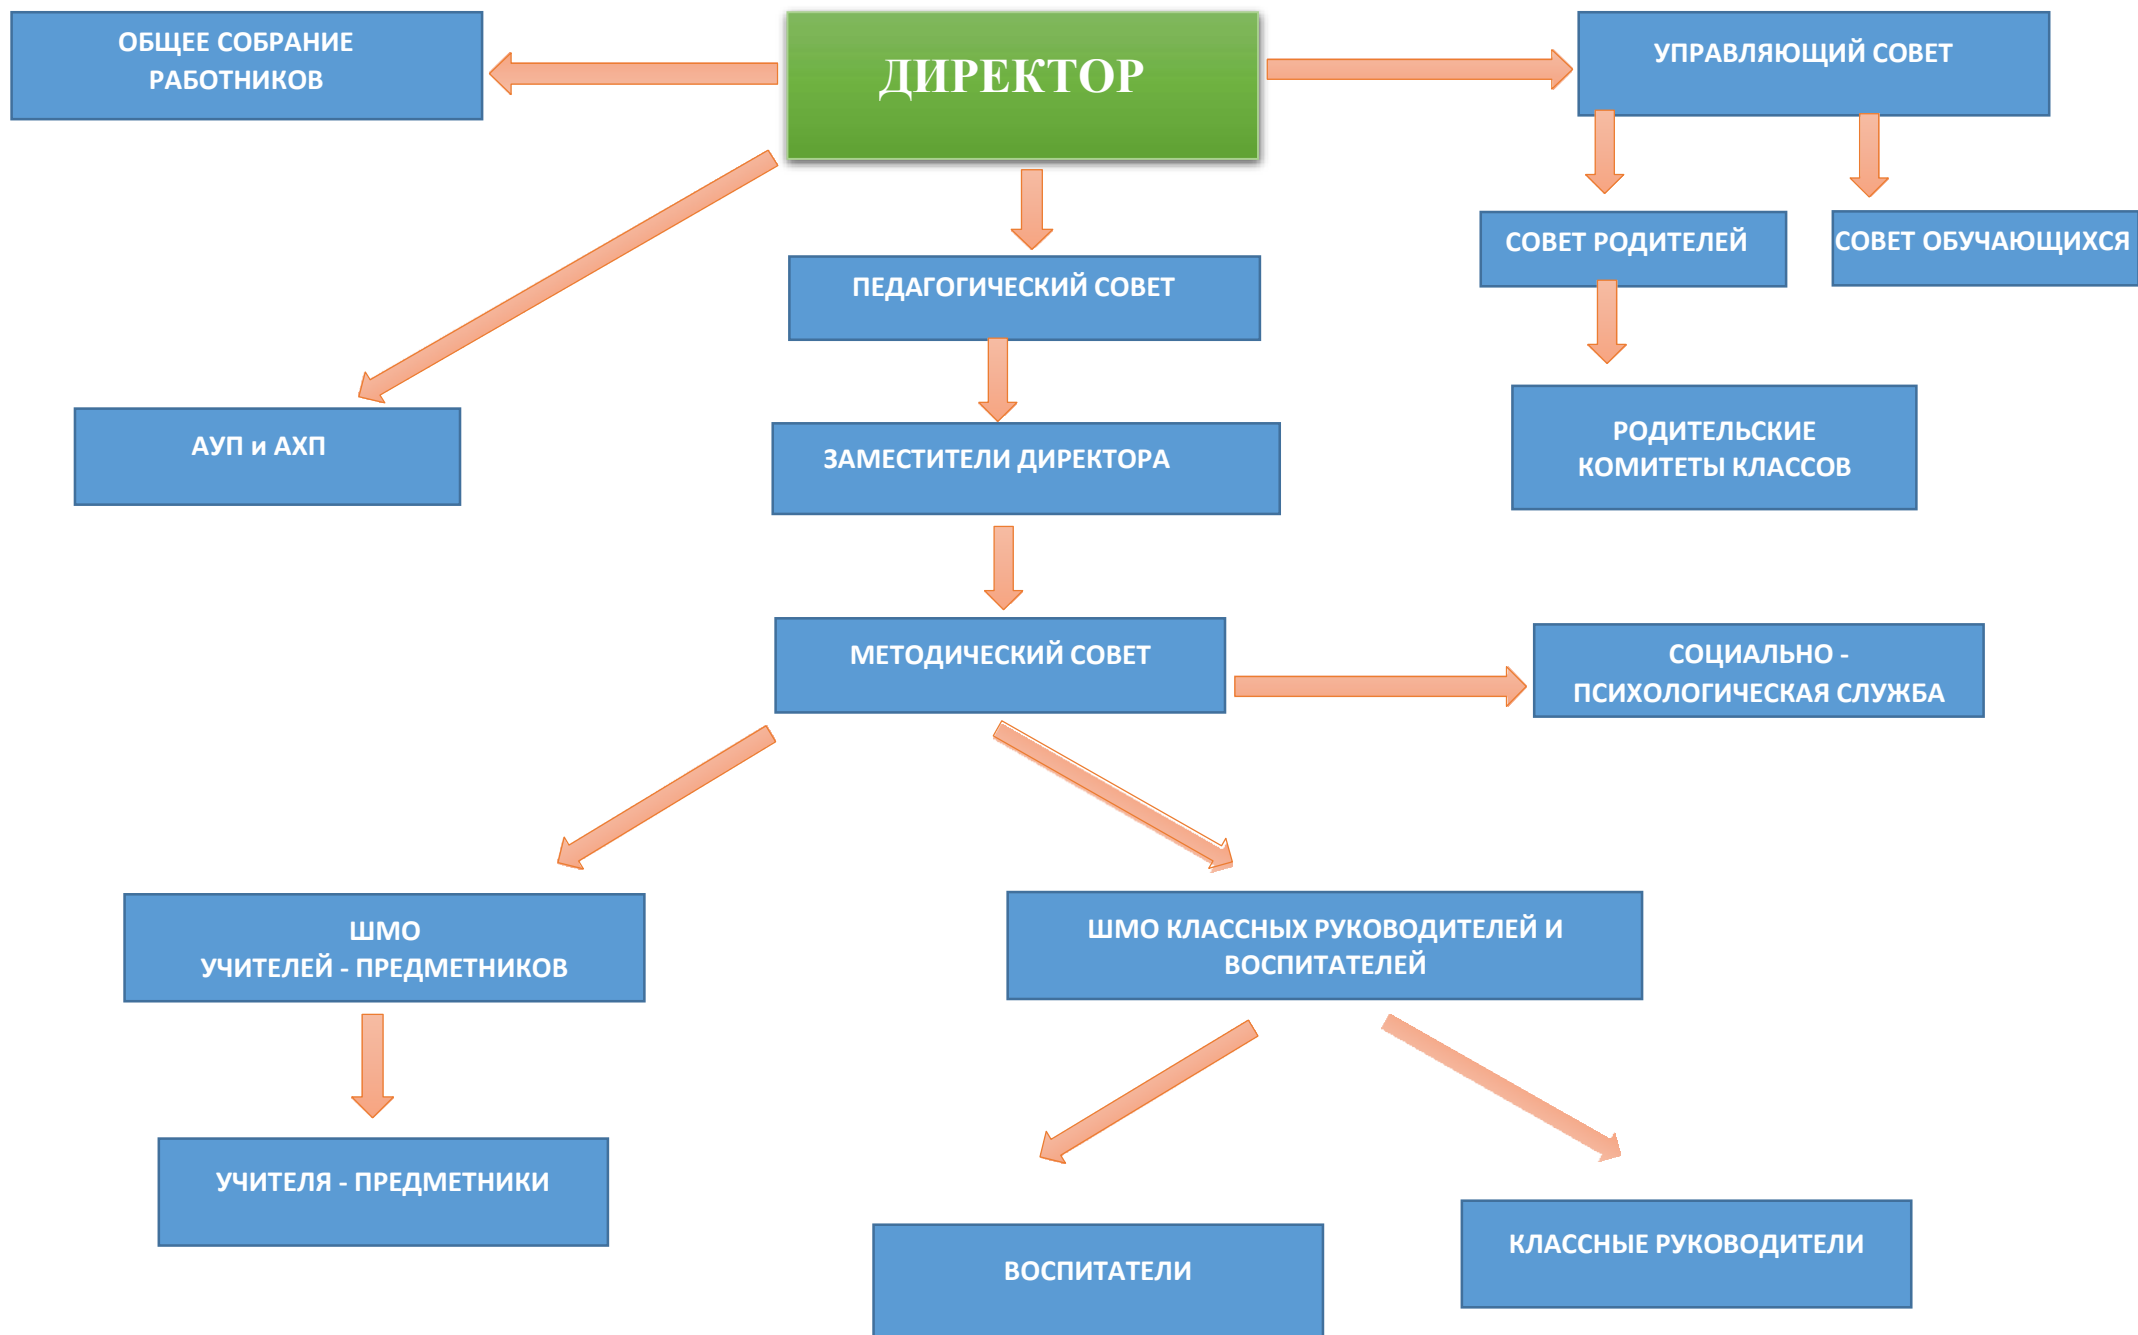 ОБЩЕЕ СОБРАНИЕ
РАБОТНИКОВ
ДИРЕКТОР
УПРАВЛЯЮЩИЙ СОВЕТ
СОВЕТ РОДИТЕЛЕЙ
СОВЕТ ОБУЧАЮЩИХСЯ
ПЕДАГОГИЧЕСКИЙ СОВЕТ
АУП и АХП
ЗАМЕСТИТЕЛИ ДИРЕКТОРА
РОДИТЕЛЬСКИЕ
КОМИТЕТЫ КЛАССОВ
МЕТОДИЧЕСКИЙ СОВЕТ
СОЦИАЛЬНО -
ПСИХОЛОГИЧЕСКАЯ СЛУЖБА
ШМО
УЧИТЕЛЕЙ - ПРЕДМЕТНИКОВ
ШМО КЛАССНЫХ РУКОВОДИТЕЛЕЙ И
ВОСПИТАТЕЛЕЙ
УЧИТЕЛЯ - ПРЕДМЕТНИКИ
ВОСПИТАТЕЛИ
КЛАССНЫЕ РУКОВОДИТЕЛИ